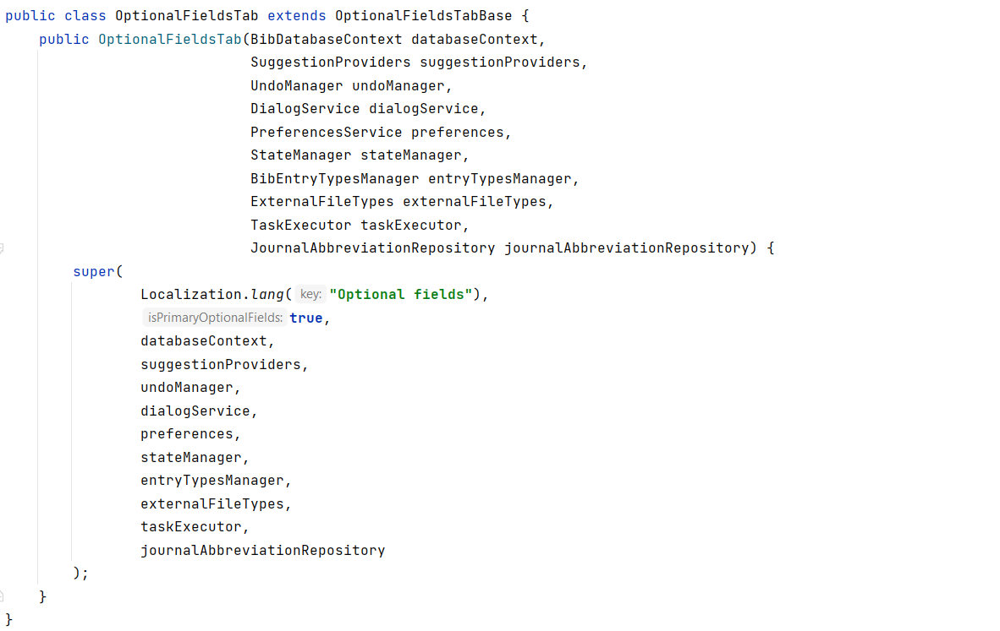 public class OptionalFieldsTab extends OptionalFieldsTabBase {
    public OptionalFieldsTab(BibDatabaseContext databaseContext,
                             SuggestionProviders suggestionProviders,
                             UndoManager undoManager,
                             DialogService dialogService,
                             PreferencesService preferences,
                             StateManager stateManager,
                             BibEntryTypesManager entryTypesManager,
                             ExternalFileTypes externalFileTypes,
                             TaskExecutor taskExecutor,
                             JournalAbbreviationRepository journalAbbreviationRepository) {
        super(
                Localization.lang( key: "Optional fields"),
                isPrimaryOptionalFields: true,
                databaseContext,
                suggestionProviders,
                undoManager,
                dialogService,
                preferences,
                stateManager,
                entryTypesManager,
                externalFileTypes,
                taskExecutor,
                journalAbbreviationRepository
        );
    }
}